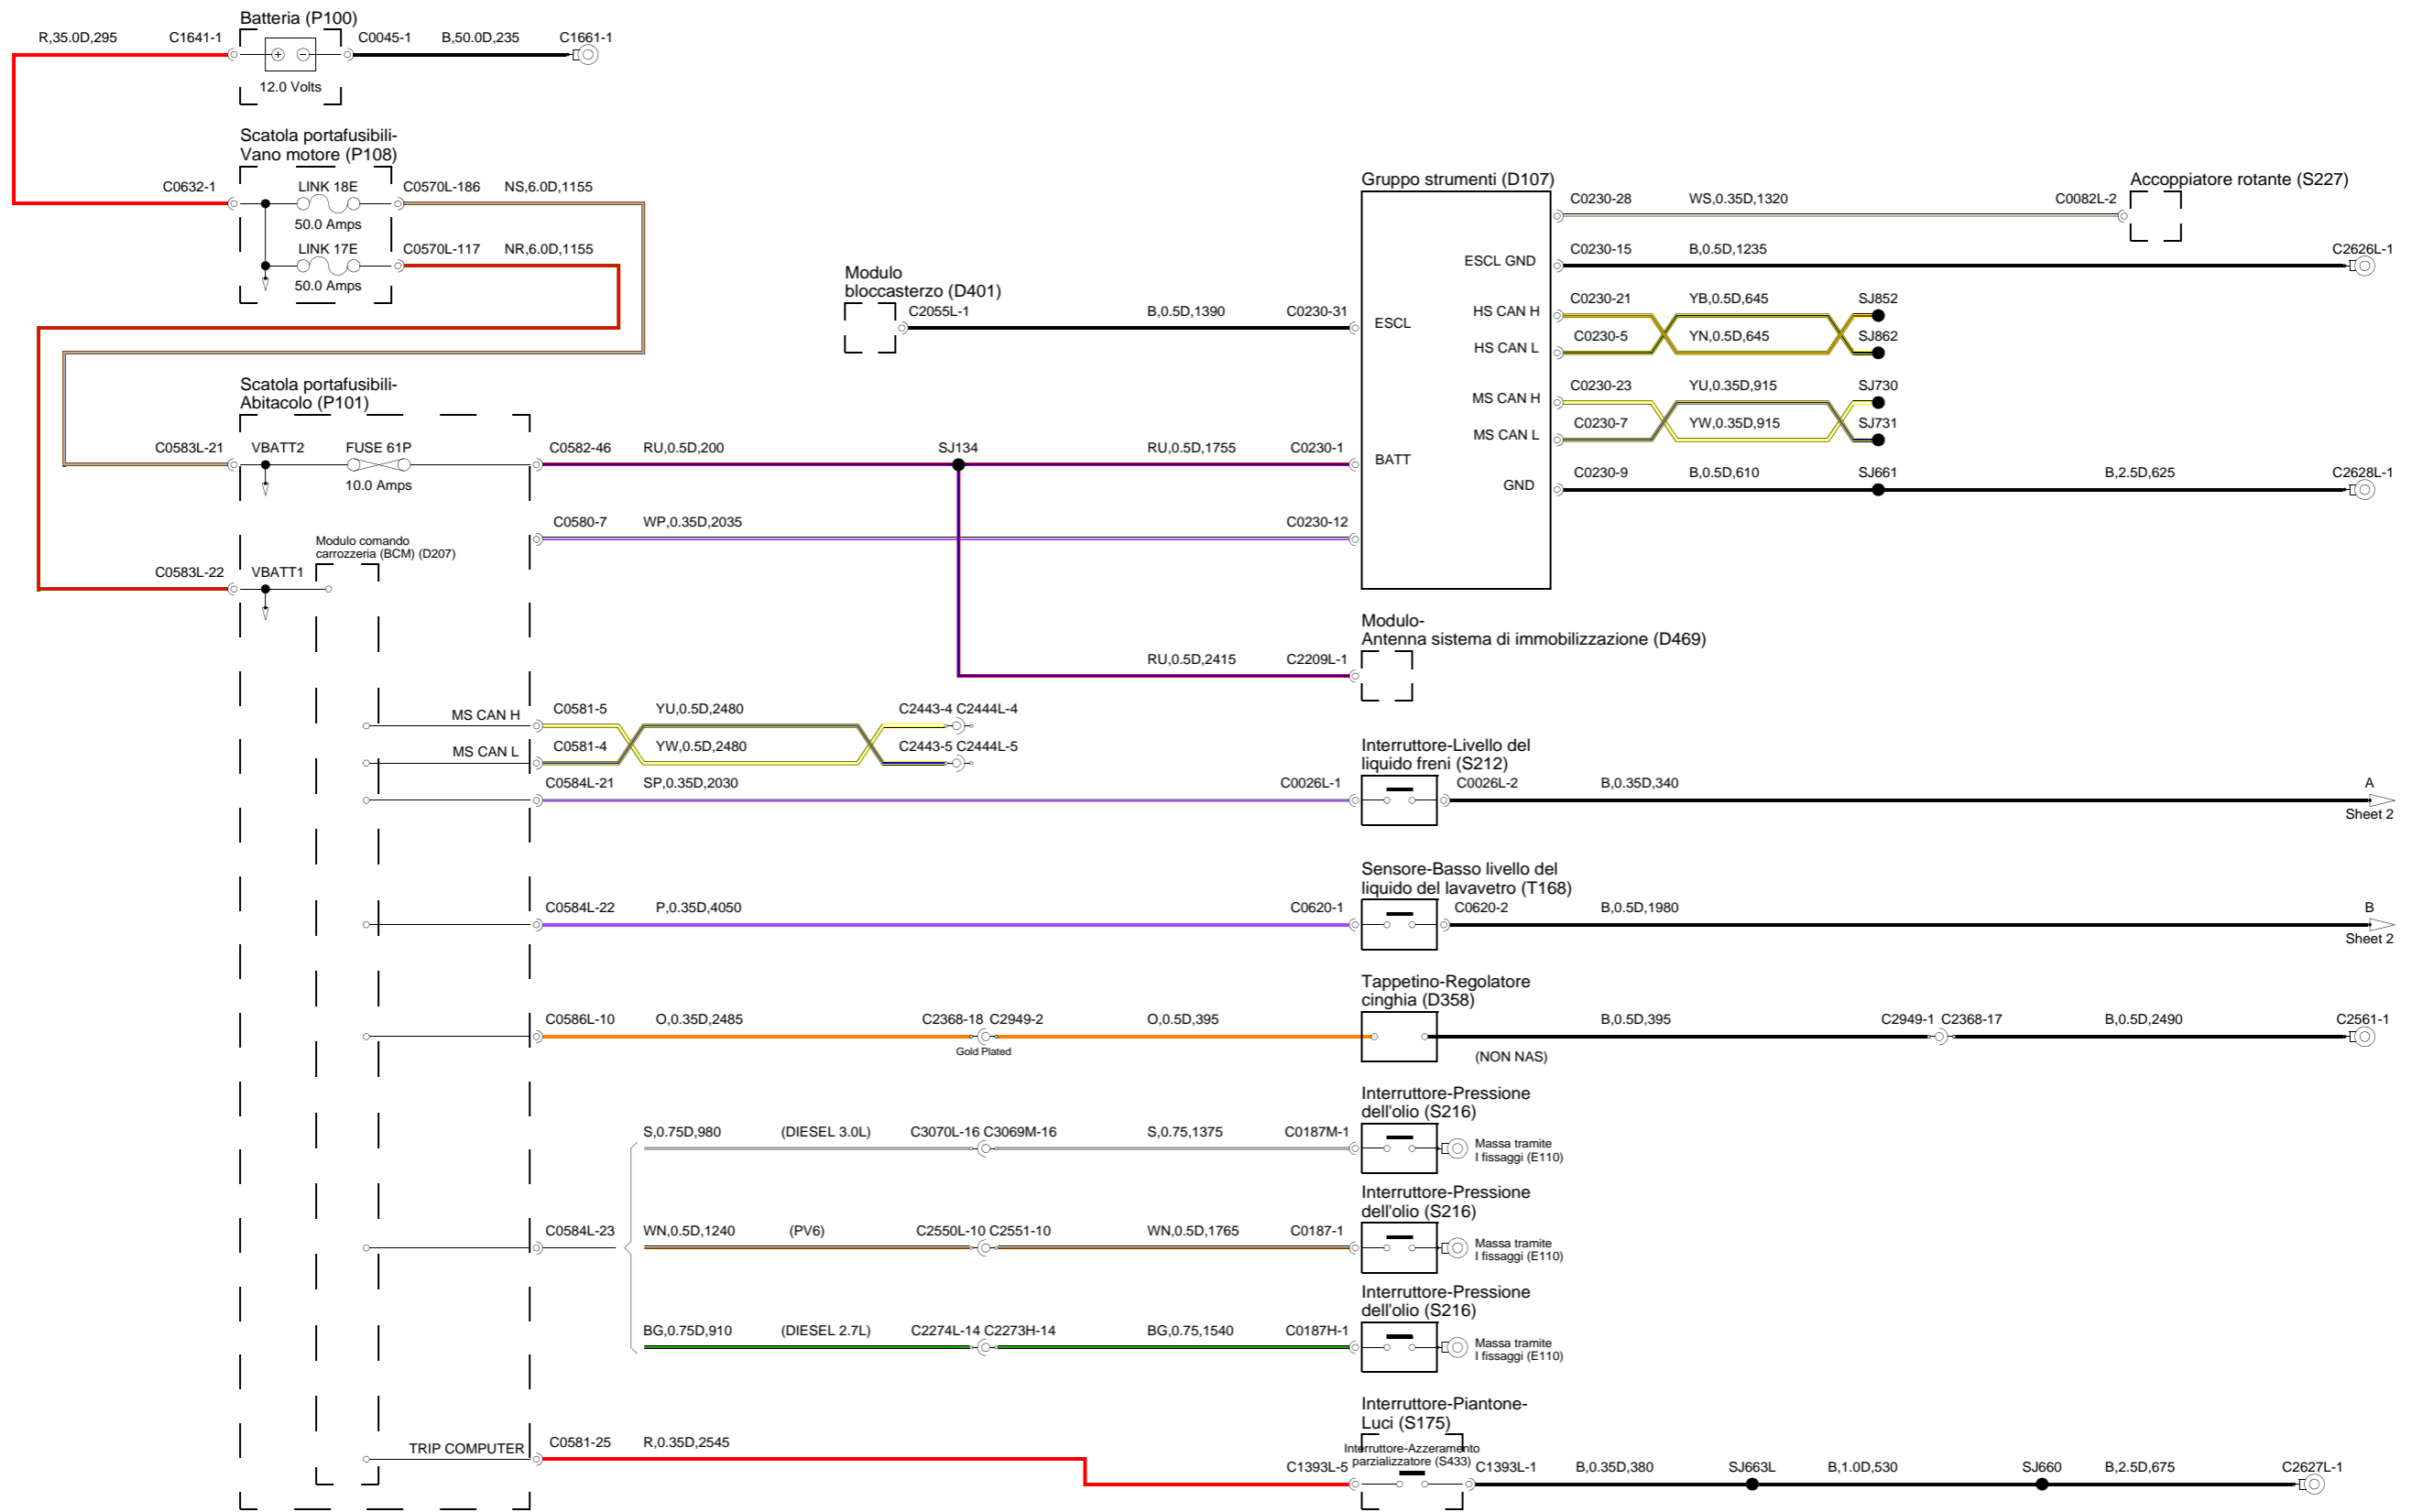 Batteria (P100)
R,35.0D,295
C1641-1
C0045-1
B,50.0D,235
C1661-1
12.0 Volts
Scatola portafusibili-
Vano motore (P108)
C0632-1
LINK 18E
C0570L-186
NS,6.0D,1155
50.0 Amps
LINK 17E
C0570L-117
NR,6.0D,1155
50.0 Amps
Gruppo strumenti (D107)
C0230-28
WS,0.35D,1320
C0082L-2
Accoppiatore rotante (S227)
ESCL GND
C0230-15
B,0.5D,1235
C2626L-1
Modulo
bloccasterzo (D401)
C2055L-1
B,0.5D,1390
C0230-31
ESCL
HS CAN H
C0230-21
YB,0.5D,645
SJ852
HS CAN L
C0230-5
YN,0.5D,645
SJ862
MS CAN H
C0230-23
YU,0.35D,915
SJ730
MS CAN L
C0230-7
YW,0.35D,915
SJ731
Scatola portafusibili-
Abitacolo (P101)
C0583L-21
VBATT2
FUSE 61P
10.0 Amps
C0582-46
RU,0.5D,200
SJ134
RU,0.5D,1755
C0230-1
BATT
GND
C0230-9
B,0.5D,610
SJ661
B,2.5D,625
C2628L-1
C0580-7
WP,0.35D,2035
C0230-12
Modulo comando
carrozzeria (BCM) (D207)
C0583L-22
VBATT1
Modulo-
Antenna sistema di immobilizzazione (D469)
RU,0.5D,2415
C2209L-1
MS CAN H
C0581-5
YU,0.5D,2480
C2443-4 C2444L-4
MS CAN L
C0581-4
YW,0.5D,2480
C2443-5 C2444L-5
Interruttore-Livello del
liquido freni (S212)
C0584L-21
SP,0.35D,2030
C0026L-1
C0026L-2
B,0.35D,340
A
Sheet 2
Sensore-Basso livello del
liquido del lavavetro (T168)
C0584L-22
P,0.35D,4050
C0620-1
C0620-2
B,0.5D,1980
B
Sheet 2
Tappetino-Regolatore
cinghia (D358)
C0586L-10
O,0.35D,2485
C2368-18 C2949-2
Gold Plated
O,0.5D,395
B,0.5D,395
(NON NAS)
C2949-1 C2368-17
B,0.5D,2490
C2561-1
Interruttore-Pressione
dell'olio (S216)
S,0.75D,980
(DIESEL 3.0L)
C3070L-16 C3069M-16
S,0.75,1375
C0187M-1
Massa tramite
I fissaggi (E110)
Interruttore-Pressione
dell'olio (S216)
C0584L-23
WN,0.5D,1240
(PV6)
C2550L-10 C2551-10
WN,0.5D,1765
C0187-1
Massa tramite
I fissaggi (E110)
Interruttore-Pressione
dell'olio (S216)
BG,0.75D,910
(DIESEL 2.7L)
C2274L-14 C2273H-14
BG,0.75,1540
C0187H-1
Massa tramite
I fissaggi (E110)
Interruttore-Piantone-
Luci (S175)
TRIP COMPUTER
C0581-25
R,0.35D,2545
Interruttore-Azzeramento
parzializzatore (S433)
C1393L-5
C1393L-1
B,0.35D,380
SJ663L
B,1.0D,530
SJ660
B,2.5D,675
C2627L-1